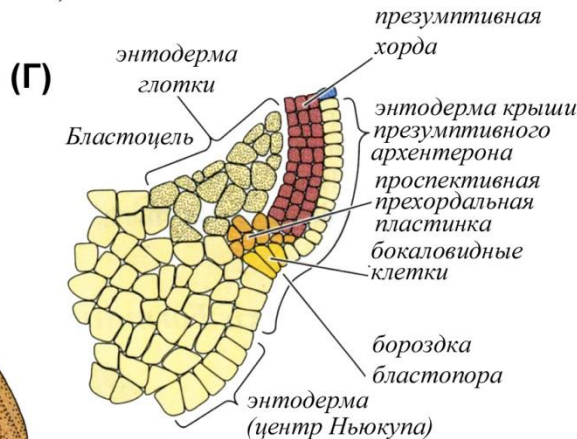 презумптивная
хорда
(Г)
энтодерма
глотки
Бластоцель
энтодерма крыши
презумптивного
архентерона
проспективная
прехордальная
пластинка
бокаловидные
клетки
бороздка
бластопора
энтодерма
(центр Ньюкупа)